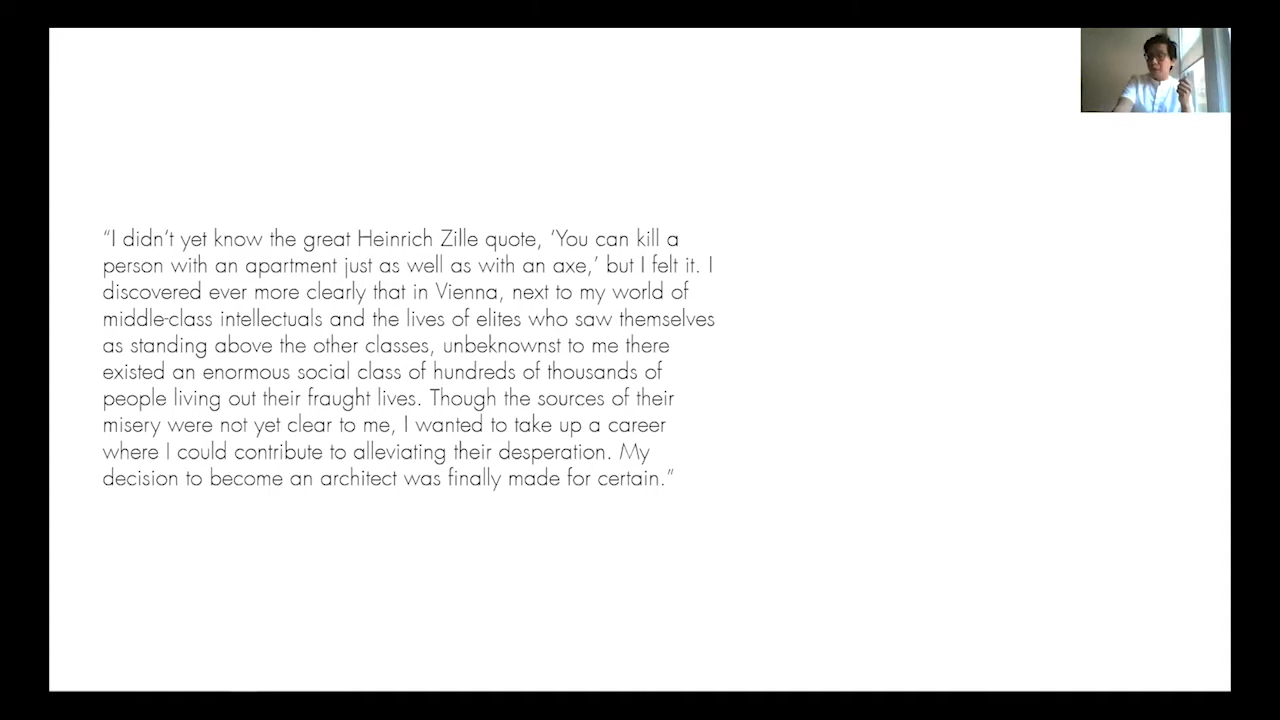 “I didn’t yet know the great Heinrich Zille quote, ‘You can kill a
person with an apartment just as well as with an axe,’ but I felt it. I
discovered ever more clearly that in Vienna, next to my world of
middle-class intellectuals and the lives of elites who saw themselves
as standing above the other classes, unbeknownst to me there
existed an enormous social class of hundreds of thousands of
people living out their fraught lives. Though the sources of their
misery were not yet clear to me, I wanted to take up a career
where I could contribute to alleviating their desperation. My
decision to become an architect was finally made for certain.”